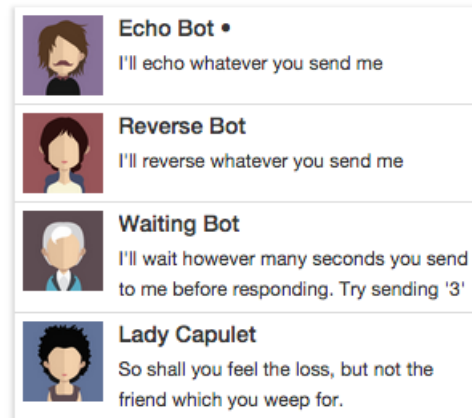 Echo Bot •
I'll echo whatever you send me
Reverse Bot
I'll reverse whatever you send me
Waiting Bot
I'll wait however many seconds you send
to me before responding. Try sending '3'
Lady Capulet
So shall you feel the loss, but not the
friend which you weep for.